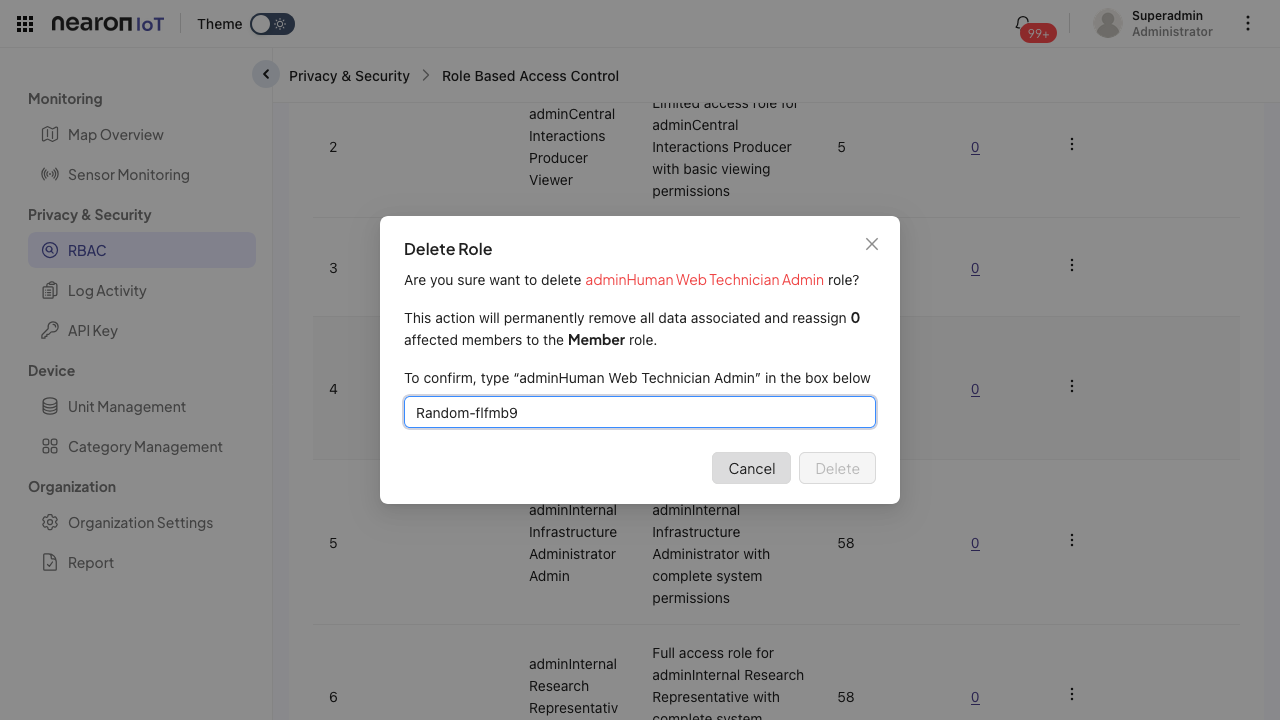 nearon IoT
Theme
99+
Superadmin
Administrator
Privacy & Security
Role Based Access Control
Monitoring
Map Overview
Sensor Monitoring
Privacy & Security
RBAC
Log Activity
API Key
Device
Unit Management
Category Management
Organization
Organization Settings
Report
2
adminCentral
Interactions
Producer
Viewer
Limited access role for
adminCentral
Interactions Producer
with basic viewing
permissions
5
0
3
0
4
0
Delete Role
Are you sure want to delete adminHuman Web Technician Admin role?
This action will permanently remove all data associated and reassign 0
affected members to the Member role.
To confirm, type “adminHuman Web Technician Admin” in the box below
Random-flfmb9
Cancel
Delete
5
adminInternal
Infrastructure
Administrator
Admin
adminInternal
Infrastructure
Administrator with
complete system
permissions
58
0
6
adminInternal
Research
Representativ
Full access role for
adminInternal Research
Representative with
complete system
58
0